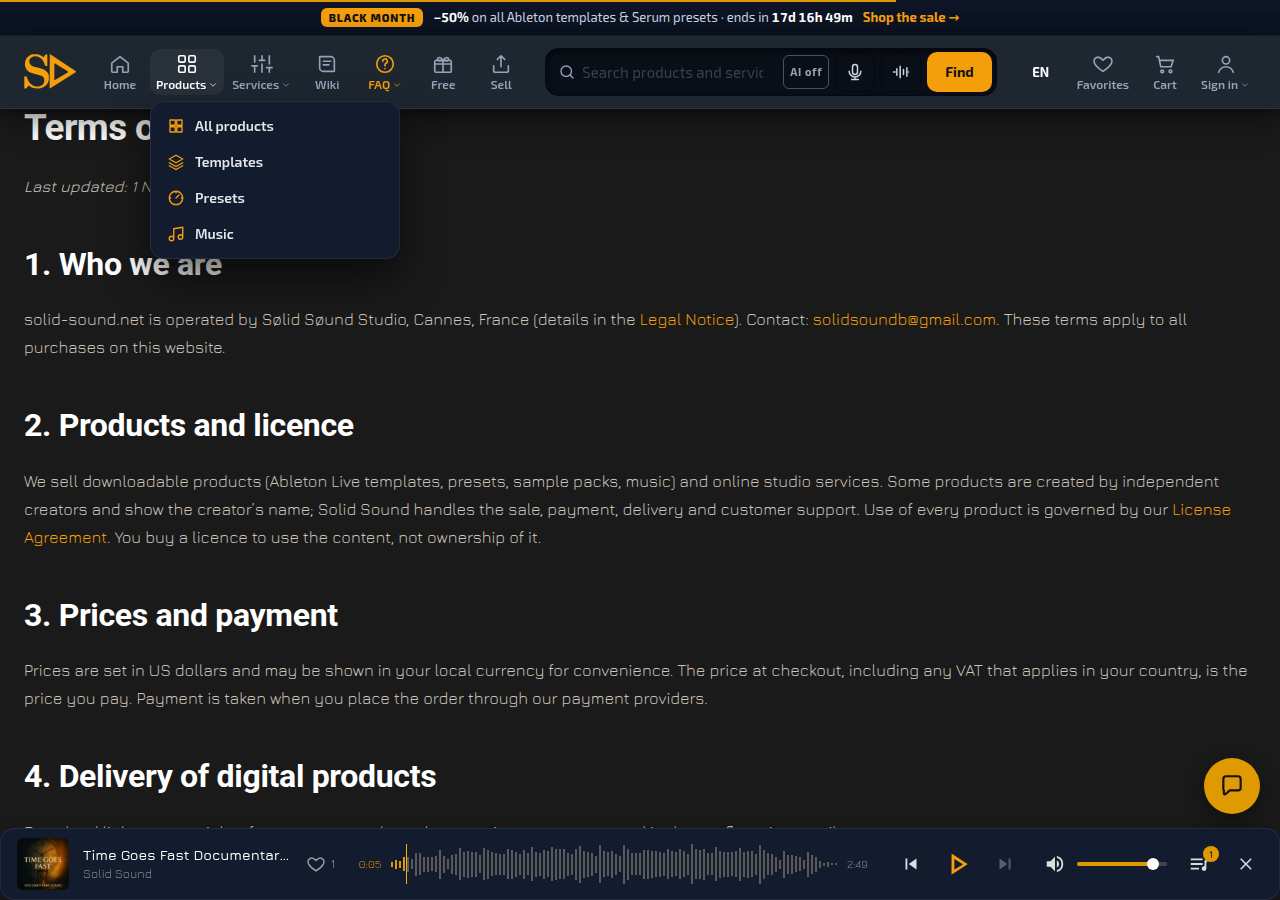 BLACK MONTH −50% on all Ableton templates & Serum presets · ends in 17d 16h 49m Shop the sale →
SD
Home
Products
Services
Wiki
FAQ
Free
Sell
Search products and servic
AI off
Find
EN
Favorites
Cart
Sign in
All products
Templates
Presets
Music
Terms o
Last updated: 1 N
1. Who we are
solid-sound.net is operated by Sølid Søund Studio, Cannes, France (details in the Legal Notice). Contact: solidsoundb@gmail.com. These terms apply to all
purchases on this website.
2. Products and licence
We sell downloadable products (Ableton Live templates, presets, sample packs, music) and online studio services. Some products are created by independent
creators and show the creator's name; Solid Sound handles the sale, payment, delivery and customer support. Use of every product is governed by our License
Agreement. You buy a licence to use the content, not ownership of it.
3. Prices and payment
Prices are set in US dollars and may be shown in your local currency for convenience. The price at checkout, including any VAT that applies in your country, is the
price you pay. Payment is taken when you place the order through our payment providers.
4. Delivery of digital products
TIME GOES
FAST
Time Goes Fast Documentar...
Solid Sound
1
0:05
2:49
1